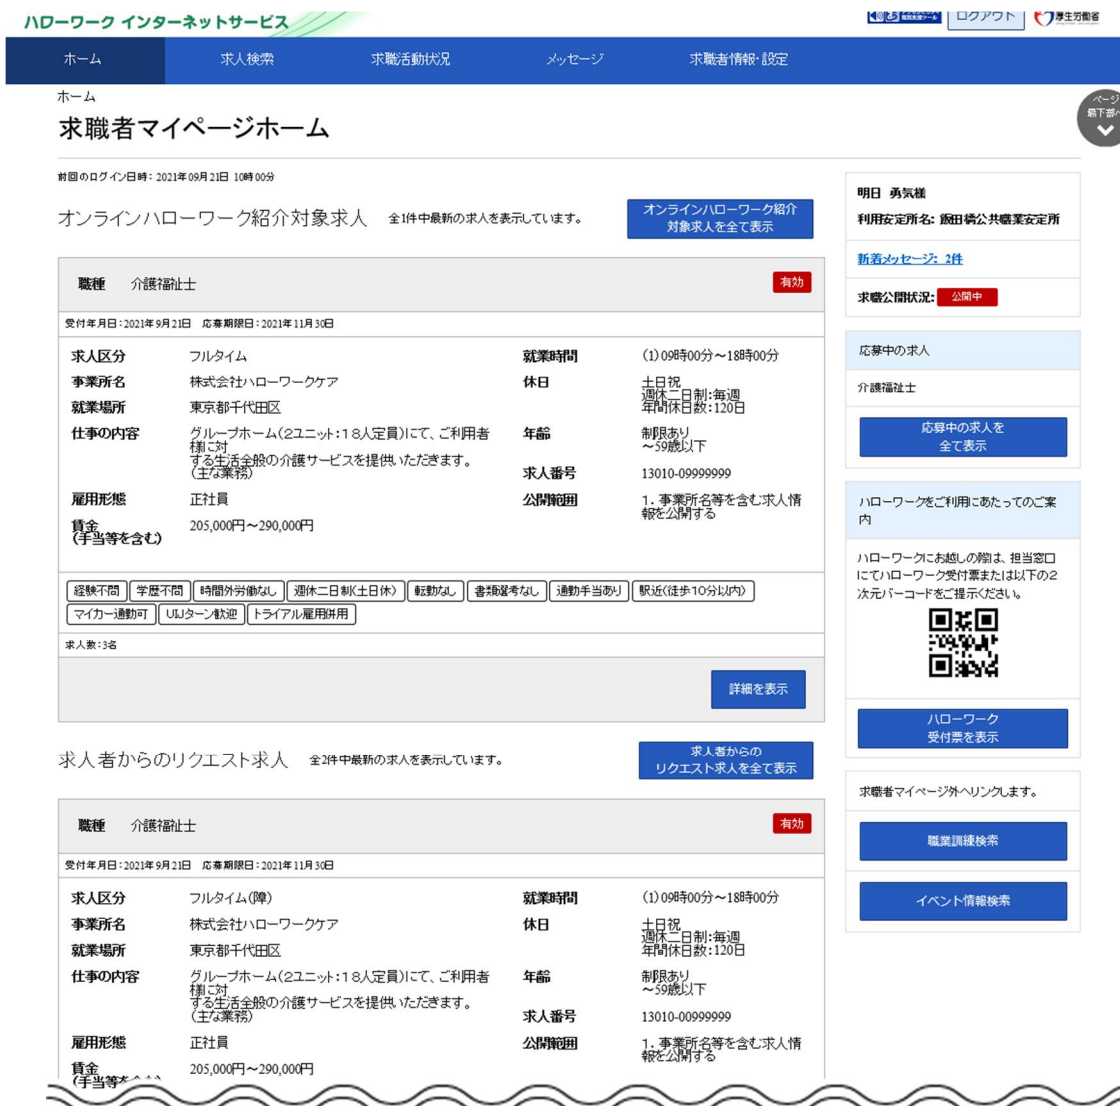 ハローワーク インターネットサービス
ログアウト
厚生労働省
ホーム 求人検索 求職活動状況 メッセージ 求職者情報・設定
ホーム
ページ
最下部へ
求職者マイページホーム
前回のログイン日時：2021年09月21日 10時00分
オンラインハローワーク紹介対象求人 全1件中最新の求人を表示しています。
オンラインハローワーク紹介
対象求人を全て表示
職種 介護福祉士
有効
受付年月日：2021年9月21日 応募期限日：2021年11月30日
求人区分 フルタイム
事業所名 株式会社ハローワークケア
就業場所 東京都千代田区
仕事の内容 グループホーム(2ユニット：18人定員)にて、ご利用者
様に対
する生活全般の介護サービスを提供いただきます。
(主な業務)
雇用形態 正社員
賃金
(手当等を含む) 205,000円～290,000円
就業時間 (1)09時00分～18時00分
休日 土日祝
週休二日制：毎週
年間休日数：120日
年齢 制限あり
～59歳以下
求人番号 13010-09999999
公開範囲 1．事業所名等を含む求人情
報を公開する
経験不問 学歴不問 時間外労働なし 週休二日制(土日休) 転勤なし 書類選考なし 通勤手当あり 駅近(徒歩10分以内)
マイカー通勤可 UIJターン歓迎 トライアル雇用併用
求人数：3名
詳細を表示
求人者からのリクエスト求人 全2件中最新の求人を表示しています。
求人者からの
リクエスト求人を全て表示
職種 介護福祉士
有効
受付年月日：2021年9月21日 応募期限日：2021年11月30日
求人区分 フルタイム(障)
事業所名 株式会社ハローワークケア
就業場所 東京都千代田区
仕事の内容 グループホーム(2ユニット：18人定員)にて、ご利用者
様に対
する生活全般の介護サービスを提供いただきます。
(主な業務)
雇用形態 正社員
賃金
(手当等 205,000円～290,000円
就業時間 (1)09時00分～18時00分
休日 土日祝
週休二日制：毎週
年間休日数：120日
年齢 制限あり
～59歳以下
求人番号 13010-00999999
公開範囲 1．事業所名等を含む求人情
報を公開する
明日 勇気様
利用安定所名：飯田橋公共職業安定所
新着メッセージ：2件
求職公開状況： 公開中
応募中の求人
介護福祉士
応募中の求人を
全て表示
ハローワークをご利用にあたってのご案
内
ハローワークにお越しの際は、担当窓口
にてハローワーク受付票または以下の2
次元バーコードをご提示ください。
ハローワーク
受付票を表示
求職者マイページ外へリンクします。
職業訓練検索
イベント情報検索